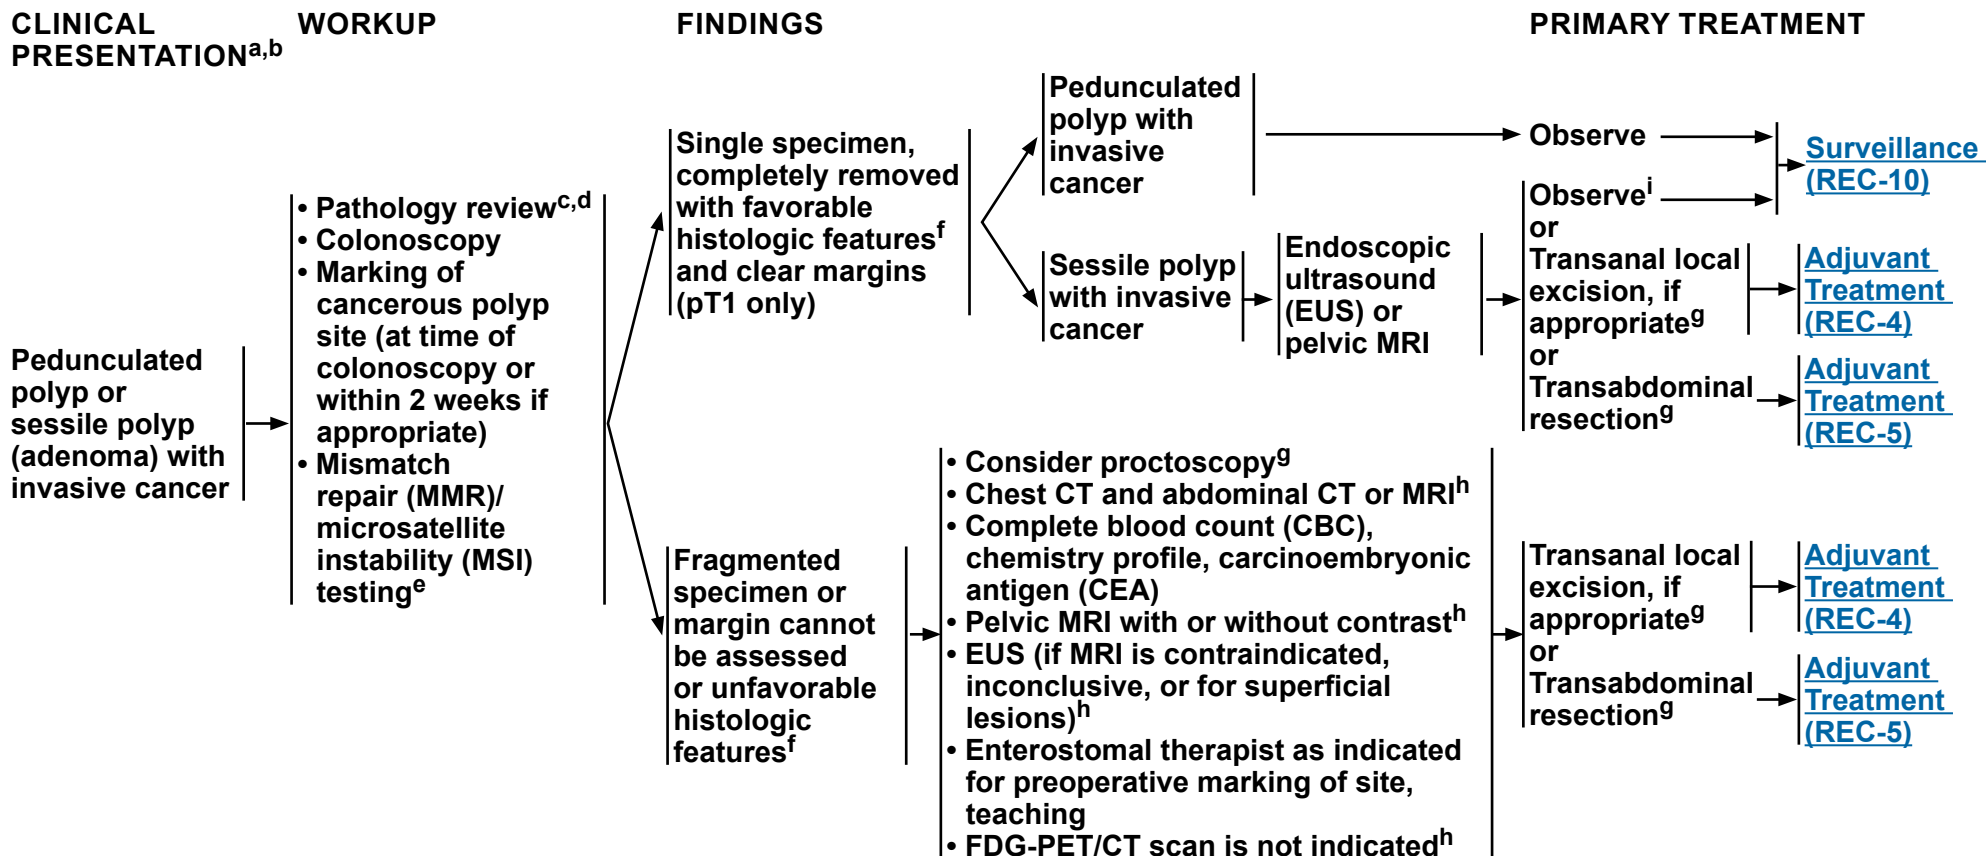 CLINICAL
PRESENTATIONa,b
WORKUP
FINDINGS
PRIMARY TREATMENT
Pedunculated
polyp or
sessile polyp
(adenoma) with
invasive cancer
• Pathology reviewc,d
• Colonoscopy
• Marking of
cancerous polyp
site (at time of
colonoscopy or
within 2 weeks if
appropriate)
• Mismatch
repair (MMR)/
microsatellite
instability (MSI)
testinge
Single specimen,
completely removed
with favorable
histologic featuresf
and clear margins
(pT1 only)
Pedunculated
polyp with
invasive
cancer
Observe
Surveillance
(REC-10)
Sessile polyp
with invasive
cancer
Endoscopic
ultrasound
(EUS) or
pelvic MRI
Observei
or
Transanal local
excision, if
appropriateg
or
Transabdominal
resectiong
Adjuvant
Treatment
(REC-4)
Adjuvant
Treatment
(REC-5)
Fragmented
specimen or
margin cannot
be assessed
or unfavorable
histologic
featuresf
• Consider proctoscopyg
• Chest CT and abdominal CT or MRIh
• Complete blood count (CBC),
chemistry profile, carcinoembryonic
antigen (CEA)
• Pelvic MRI with or without contrasth
• EUS (if MRI is contraindicated,
inconclusive, or for superficial
lesions)h
• Enterostomal therapist as indicated
for preoperative marking of site,
teaching
• FDG-PET/CT scan is not indicatedh
Transanal local
excision, if
appropriateg
or
Transabdominal
resectiong
Adjuvant
Treatment
(REC-4)
Adjuvant
Treatment
(REC-5)